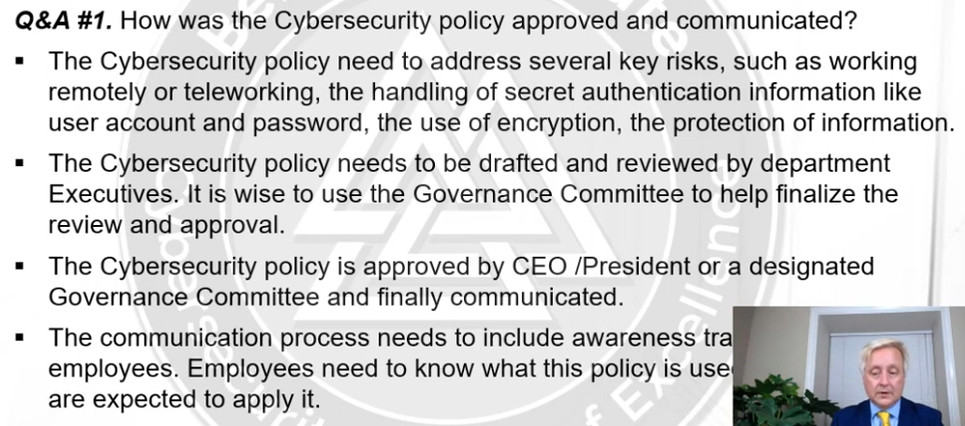 Q&A #1. How was the Cybersecurity policy approved and communicated?
▪ The Cybersecurity policy need to address several key risks, such as working
remotely or teleworking, the handling of secret authentication information like
user account and password, the use of encryption, the protection of information.
▪ The Cybersecurity policy needs to be drafted and reviewed by department
Executives. It is wise to use the Governance Committee to help finalize the
review and approval.
▪ The Cybersecurity policy is approved by CEO /President or a designated
Governance Committee and finally communicated.
▪ The communication process needs to include awareness
employees. Employees need to know what this policy is
are expected to apply it.
of Excellence